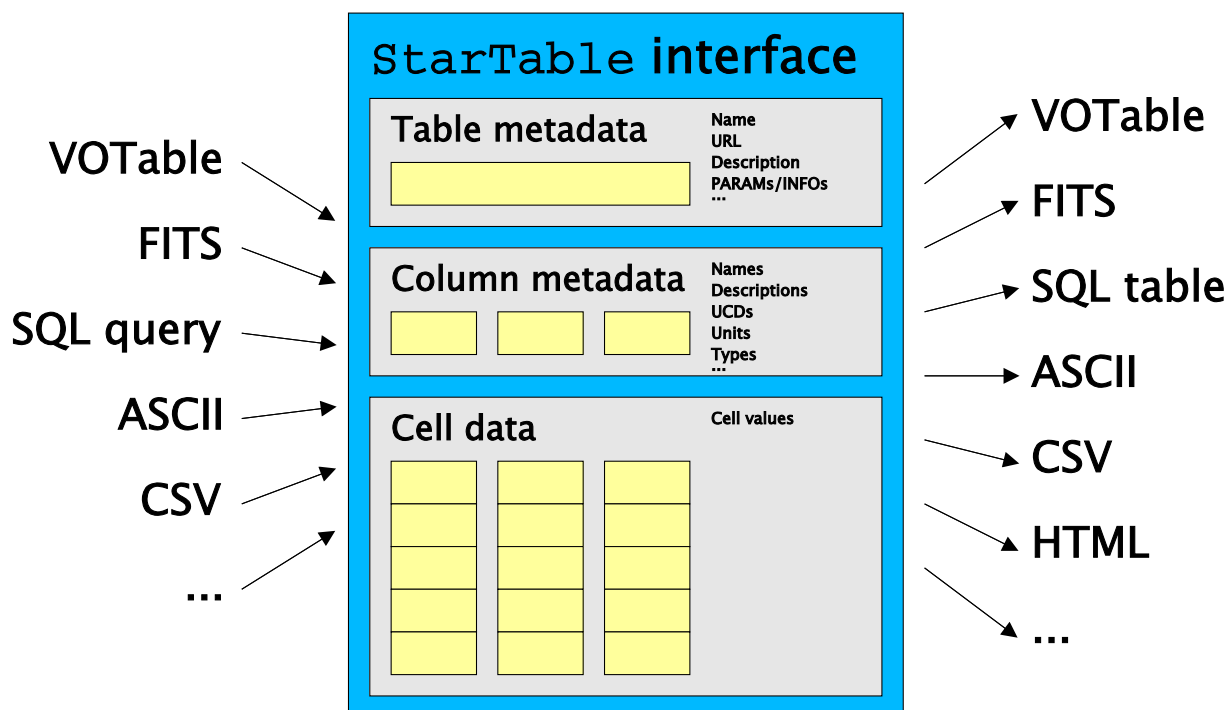 StarTable interface
VOTable
FITS
SQL query
ASCII
CSV
...
Table metadata
Name
URL
Description
PARAMs/INFOs
...
Column metadata
Names
Descriptions
UCDs
Units
Types
...
Cell data
Cell values
VOTable
FITS
SQL table
ASCII
CSV
HTML
...